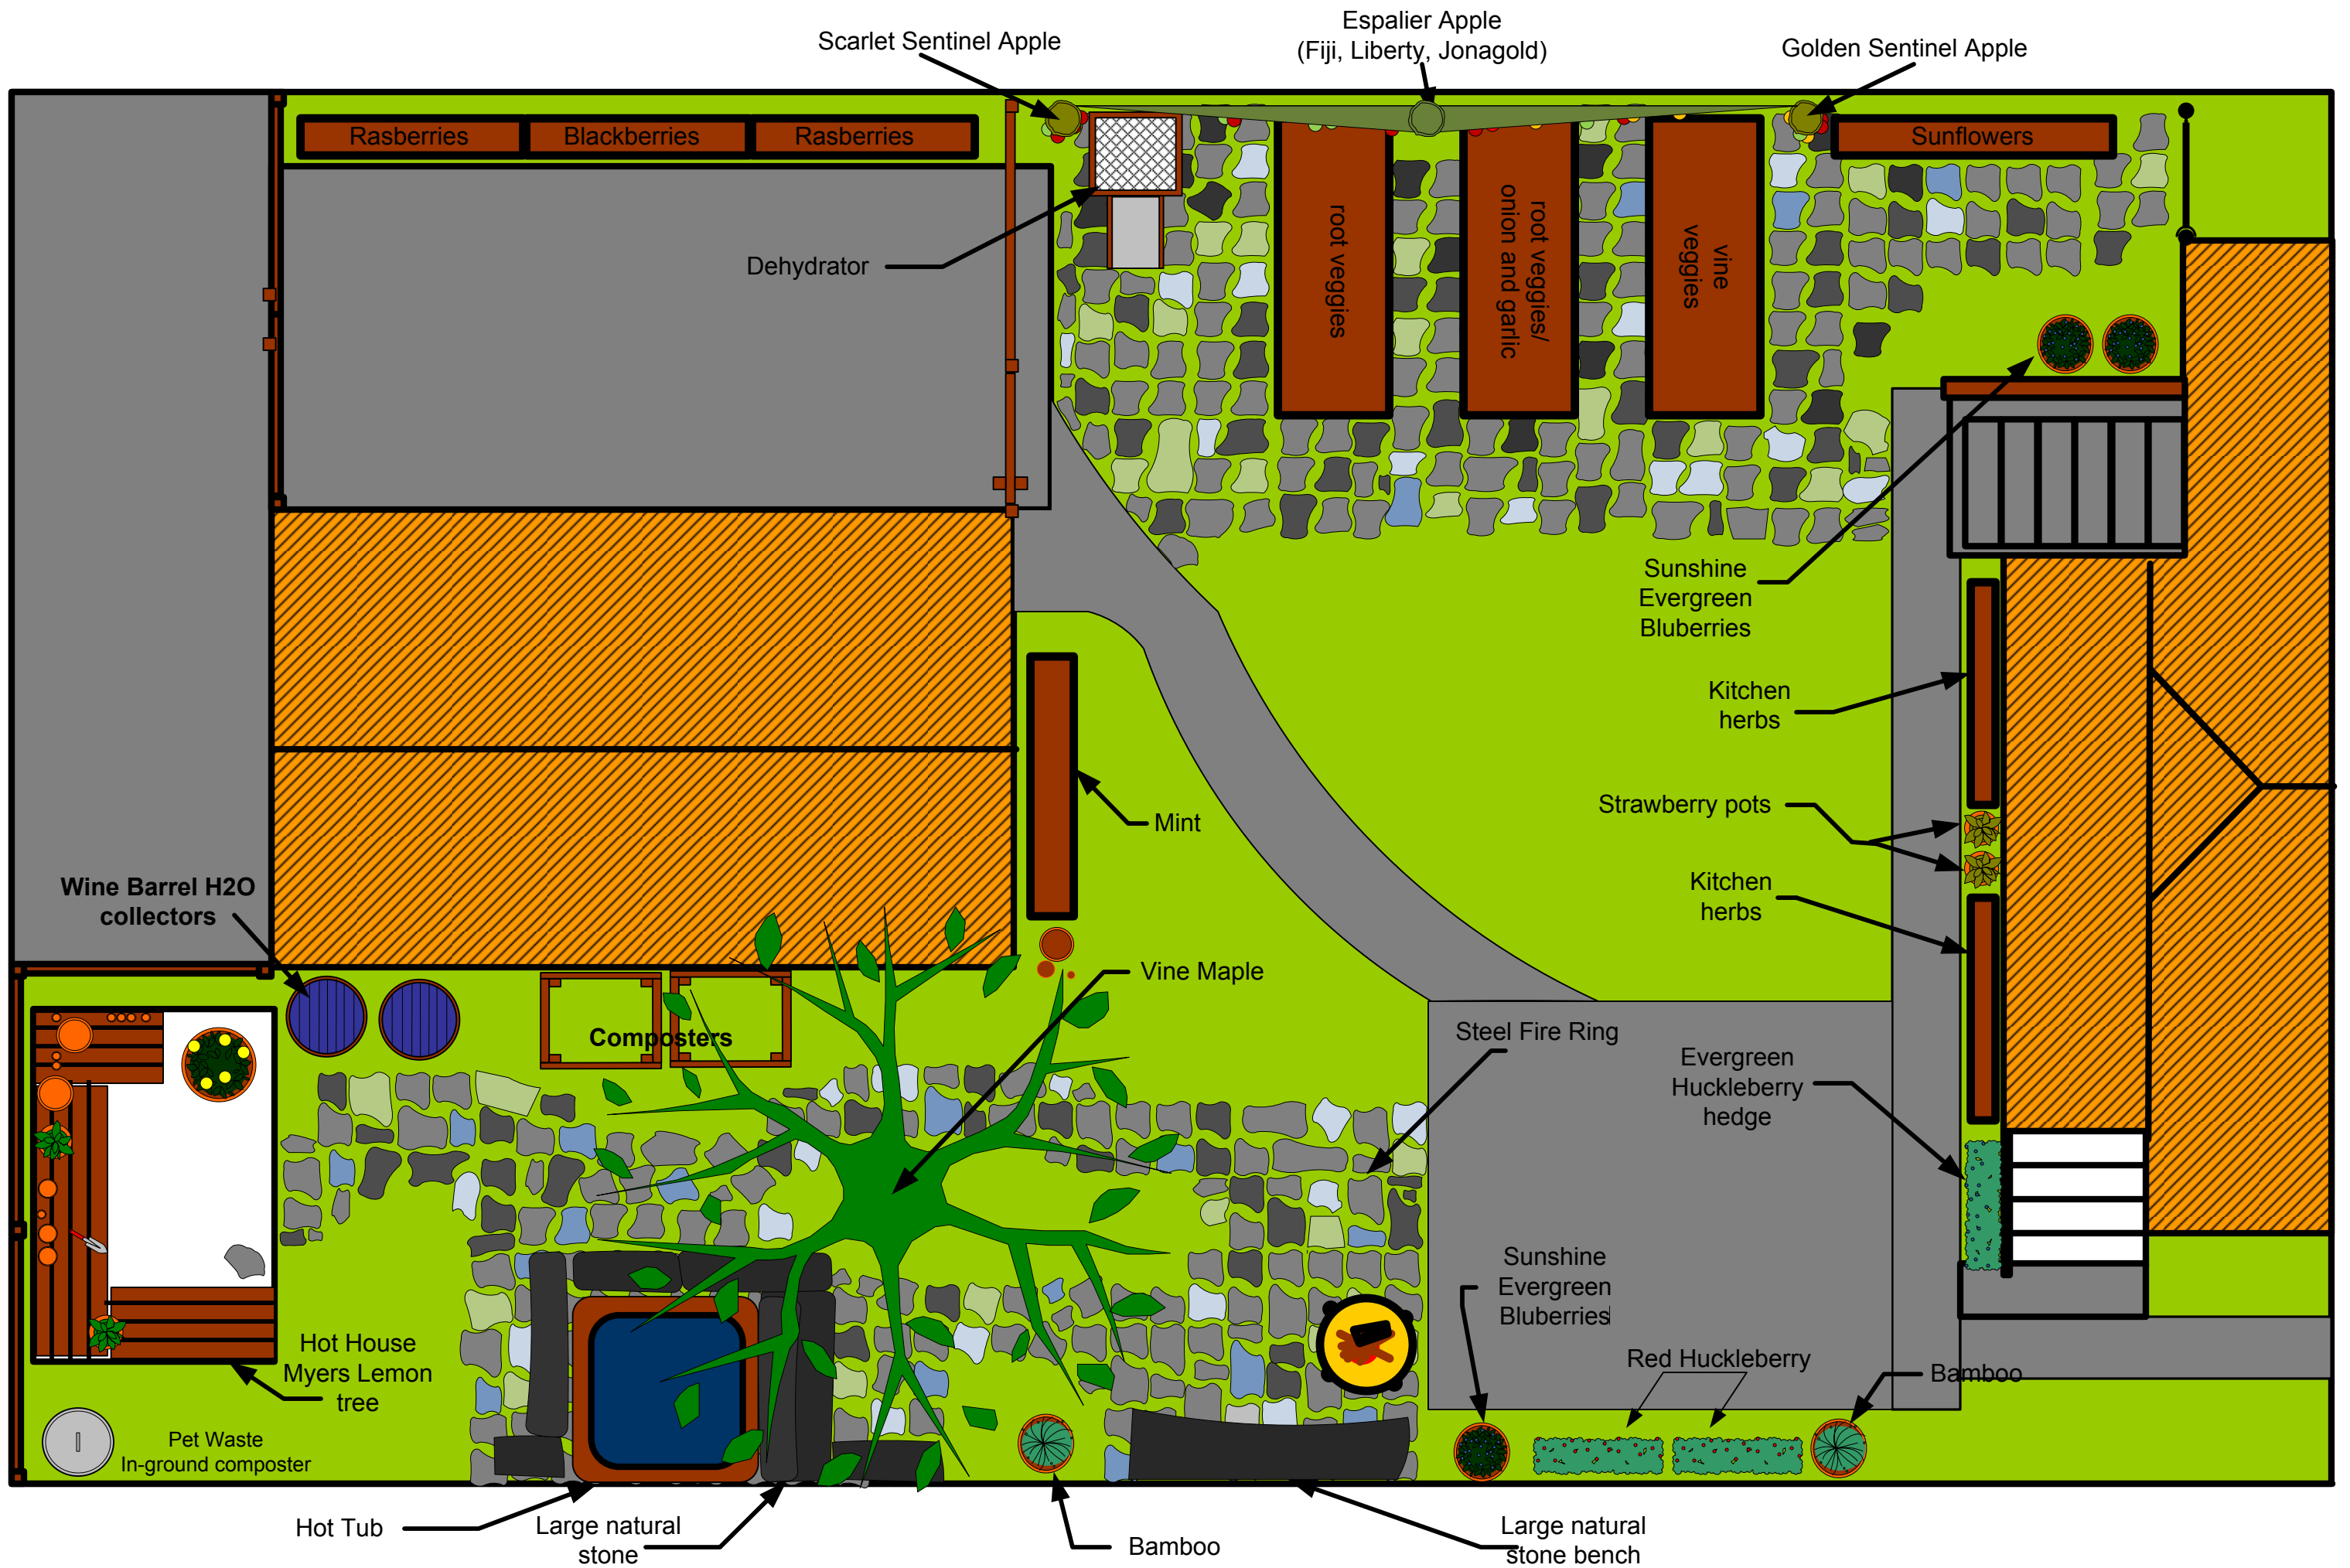 Scarlet Sentinel Apple
Espalier Apple
(Fiji, Liberty, Jonagold)
Golden Sentinel Apple
Rasberries
Blackberries
Rasberries
Sunflowers
Dehydrator
root veggies
root veggies/
onion and garlic
vine
veggies
Sunshine
Evergreen
Bluberries
Kitchen
herbs
Strawberry pots
Mint
Kitchen
herbs
Wine Barrel H2O
collectors
Vine Maple
Composters
Steel Fire Ring
Evergreen
Huckleberry
hedge
Sunshine
Evergreen
Bluberries
Hot House
Myers Lemon
tree
Red Huckleberry
Bamboo
Pet Waste
In-ground composter
Hot Tub
Large natural
stone
Bamboo
Large natural
stone bench